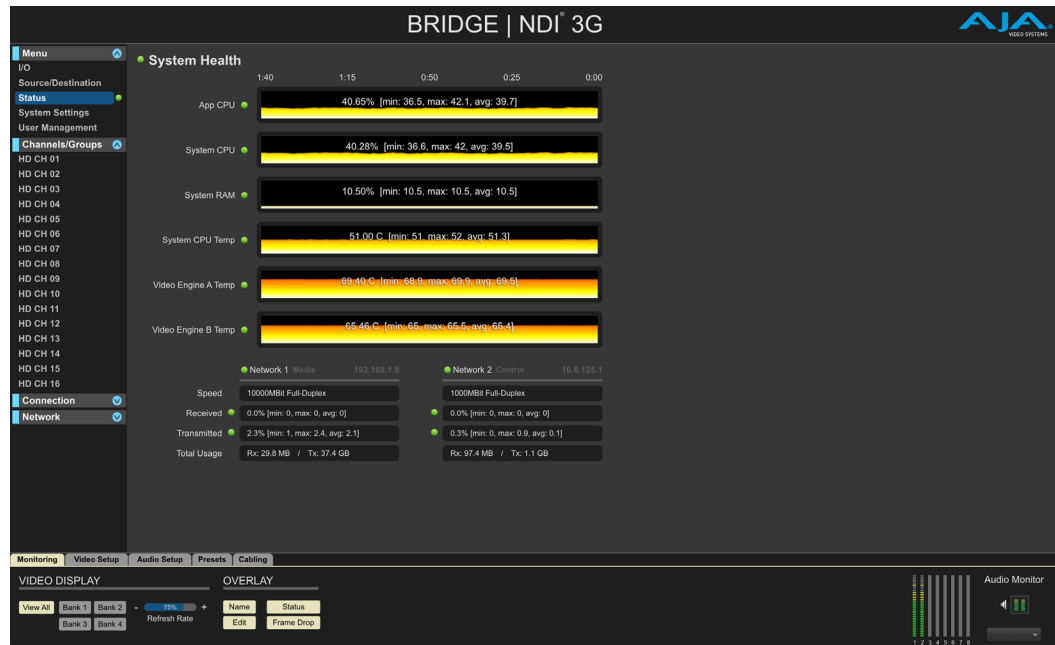 BRIDGE | NDI® 3G
AJA
VIDEO SYSTEMS
Menu
I/O
Source/Destination
Status
System Settings
User Management
Channels/Groups
HD CH 01
HD CH 02
HD CH 03
HD CH 04
HD CH 05
HD CH 06
HD CH 07
HD CH 08
HD CH 09
HD CH 10
HD CH 11
HD CH 12
HD CH 13
HD CH 14
HD CH 15
HD CH 16
Connection
Network
System Health
1:40 1:15 0:50 0:25 0:00
App CPU 40.65% [min: 36.5, max: 42.1, avg: 39.7]
System CPU 40.28% [min: 36.6, max: 42, avg: 39.5]
System RAM 10.50% [min: 10.5, max: 10.5, avg: 10.5]
System CPU Temp 51.00 C [min: 51, max: 52, avg: 51.3]
Video Engine A Temp 69.40 C [min: 68.9, max: 69.9, avg: 69.5]
Video Engine B Temp 65.46 C [min: 65, max: 65.5, avg: 65.4]
Network 1 Media 192.168.1.9 Network 2 Control 10.6.125.1
Speed 10000MBit Full-Duplex 1000MBit Full-Duplex
Received 0.0% [min: 0, max: 0, avg: 0] 0.0% [min: 0, max: 0, avg: 0]
Transmitted 2.3% [min: 1, max: 2.4, avg: 2.1] 0.3% [min: 0, max: 0.9, avg: 0.1]
Total Usage Rx: 29.8 MB / Tx: 37.4 GB Rx: 97.4 MB / Tx: 1.1 GB
Monitoring Video Setup Audio Setup Presets Cabling
VIDEO DISPLAY OVERLAY Audio Monitor
View All Bank 1 Bank 2 - 75% + Name Status
Bank 3 Bank 4 Refresh Rate Edit Frame Drop
1 2 3 4 5 6 7 8